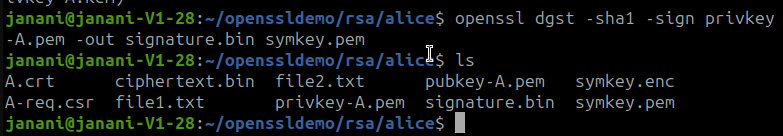 janani@janani-V1-28:~/openssldemo/rsa/alice$ openssl dgst -sha1 -sign privkey
-A.pem -out signature.bin symkey.pem
janani@janani-V1-28:~/openssldemo/rsa/alice$ ls
A.crt ciphertext.bin file2.txt pubkey-A.pem symkey.enc
A-req.csr file1.txt privkey-A.pem signature.bin symkey.pem
janani@janani-V1-28:~/openssldemo/rsa/alice$